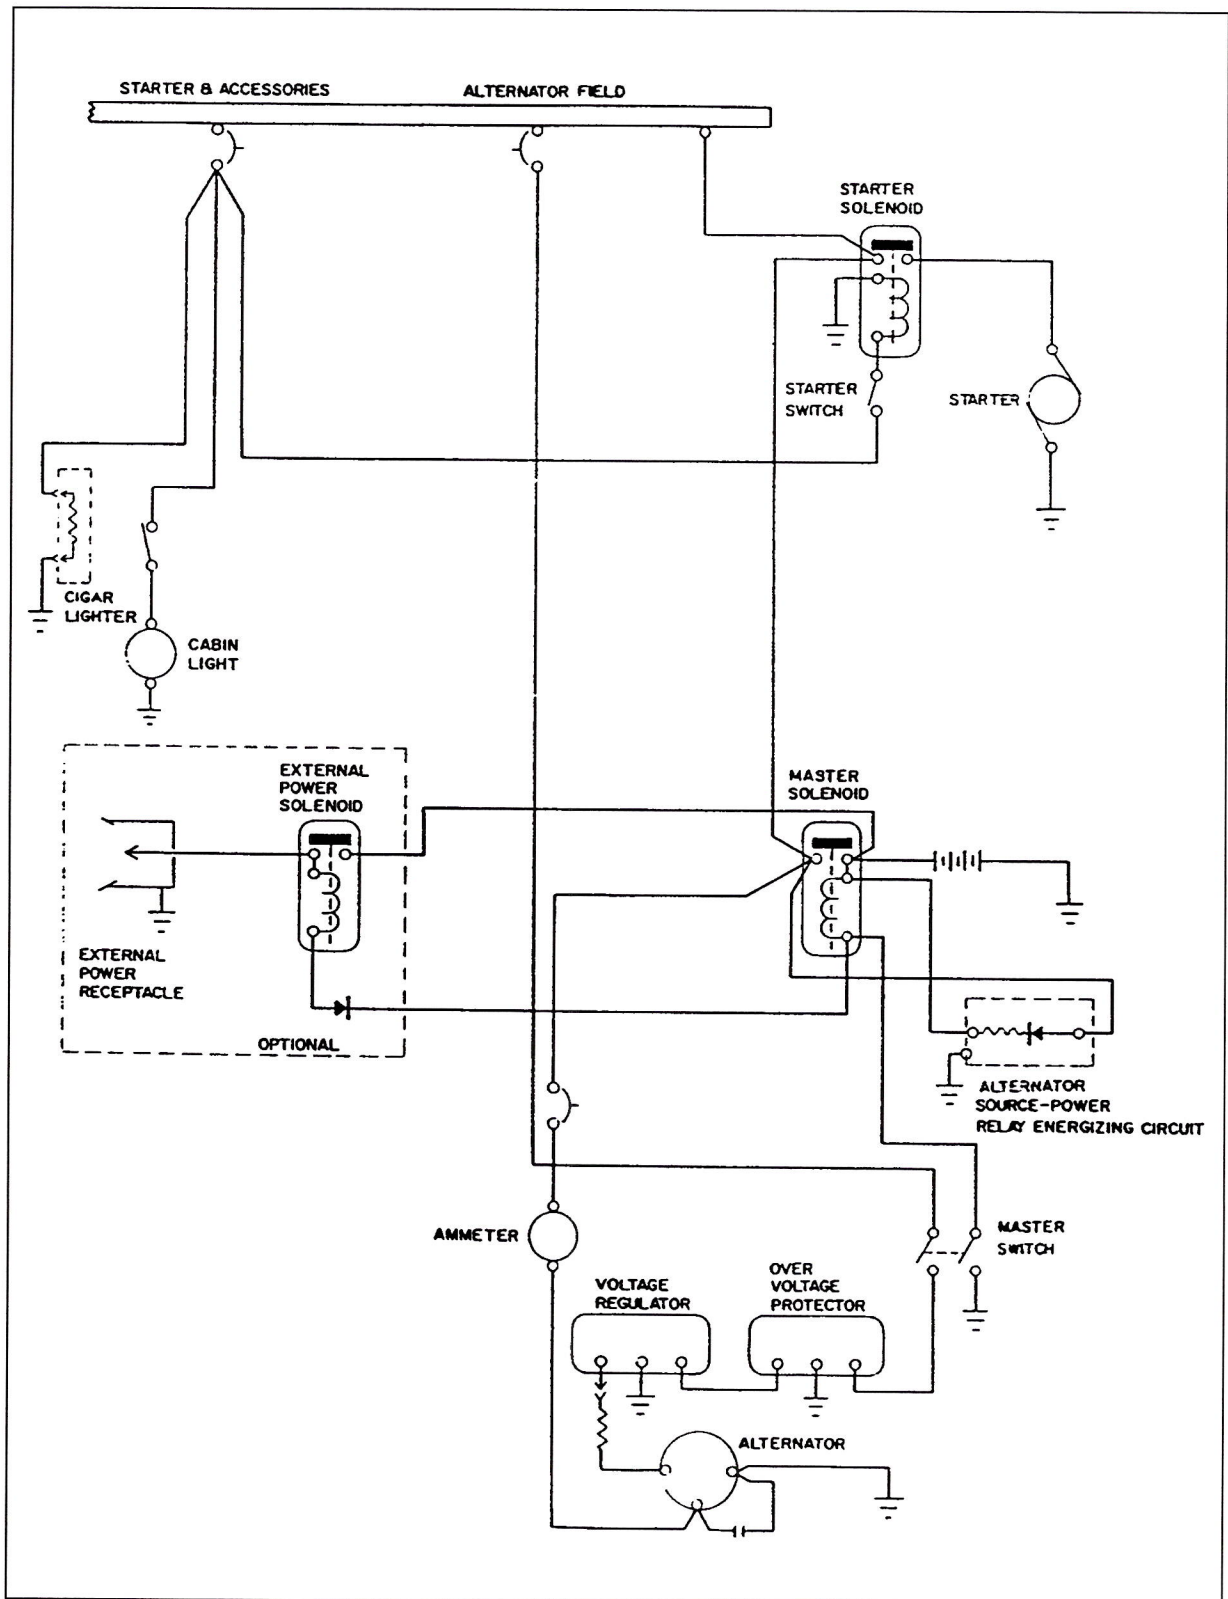 STARTER & ACCESSORIES
ALTERNATOR FIELD
STARTER
SOLENOID
STARTER
SWITCH
STARTER
CIGAR
LIGHTER
CABIN
LIGHT
EXTERNAL
POWER
SOLENOID
MASTER
SOLENOID
EXTERNAL
POWER
RECEPTACLE
OPTIONAL
ALTERNATOR
SOURCE-POWER
RELAY ENERGIZING CIRCUIT
AMMETER
MASTER
SWITCH
VOLTAGE
REGULATOR
OVER
VOLTAGE
PROTECTOR
ALTERNATOR